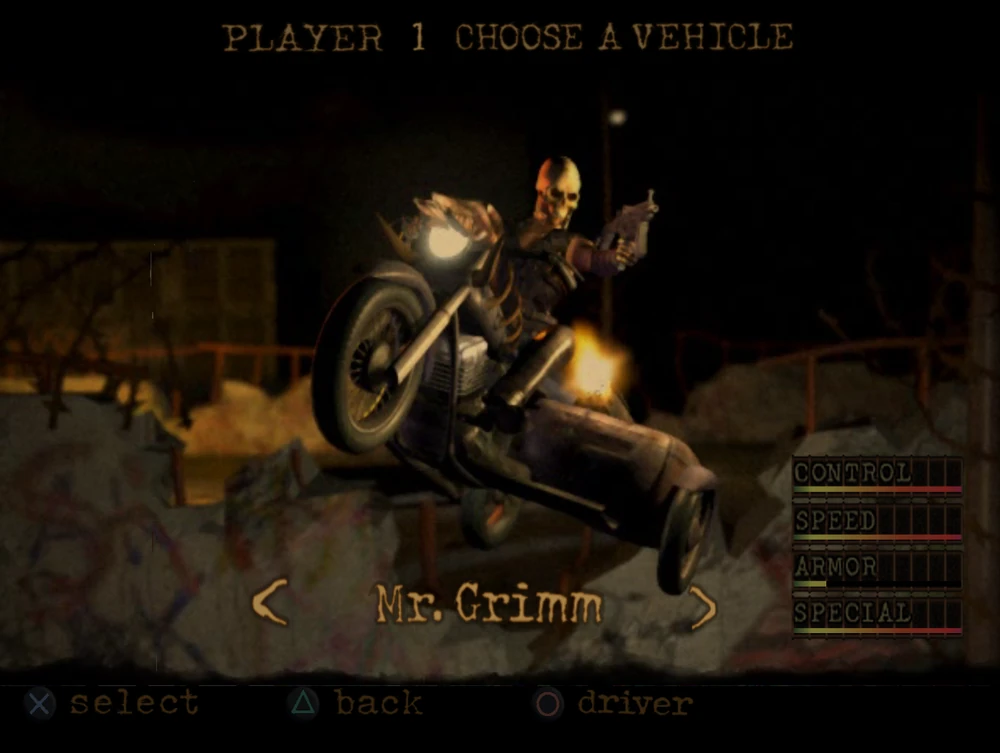 PLAYER 1 CHOOSE A VEHICLE
CONTROL
SPEED
ARMOR
SPECIAL
< Mr. Grimm >
select back driver